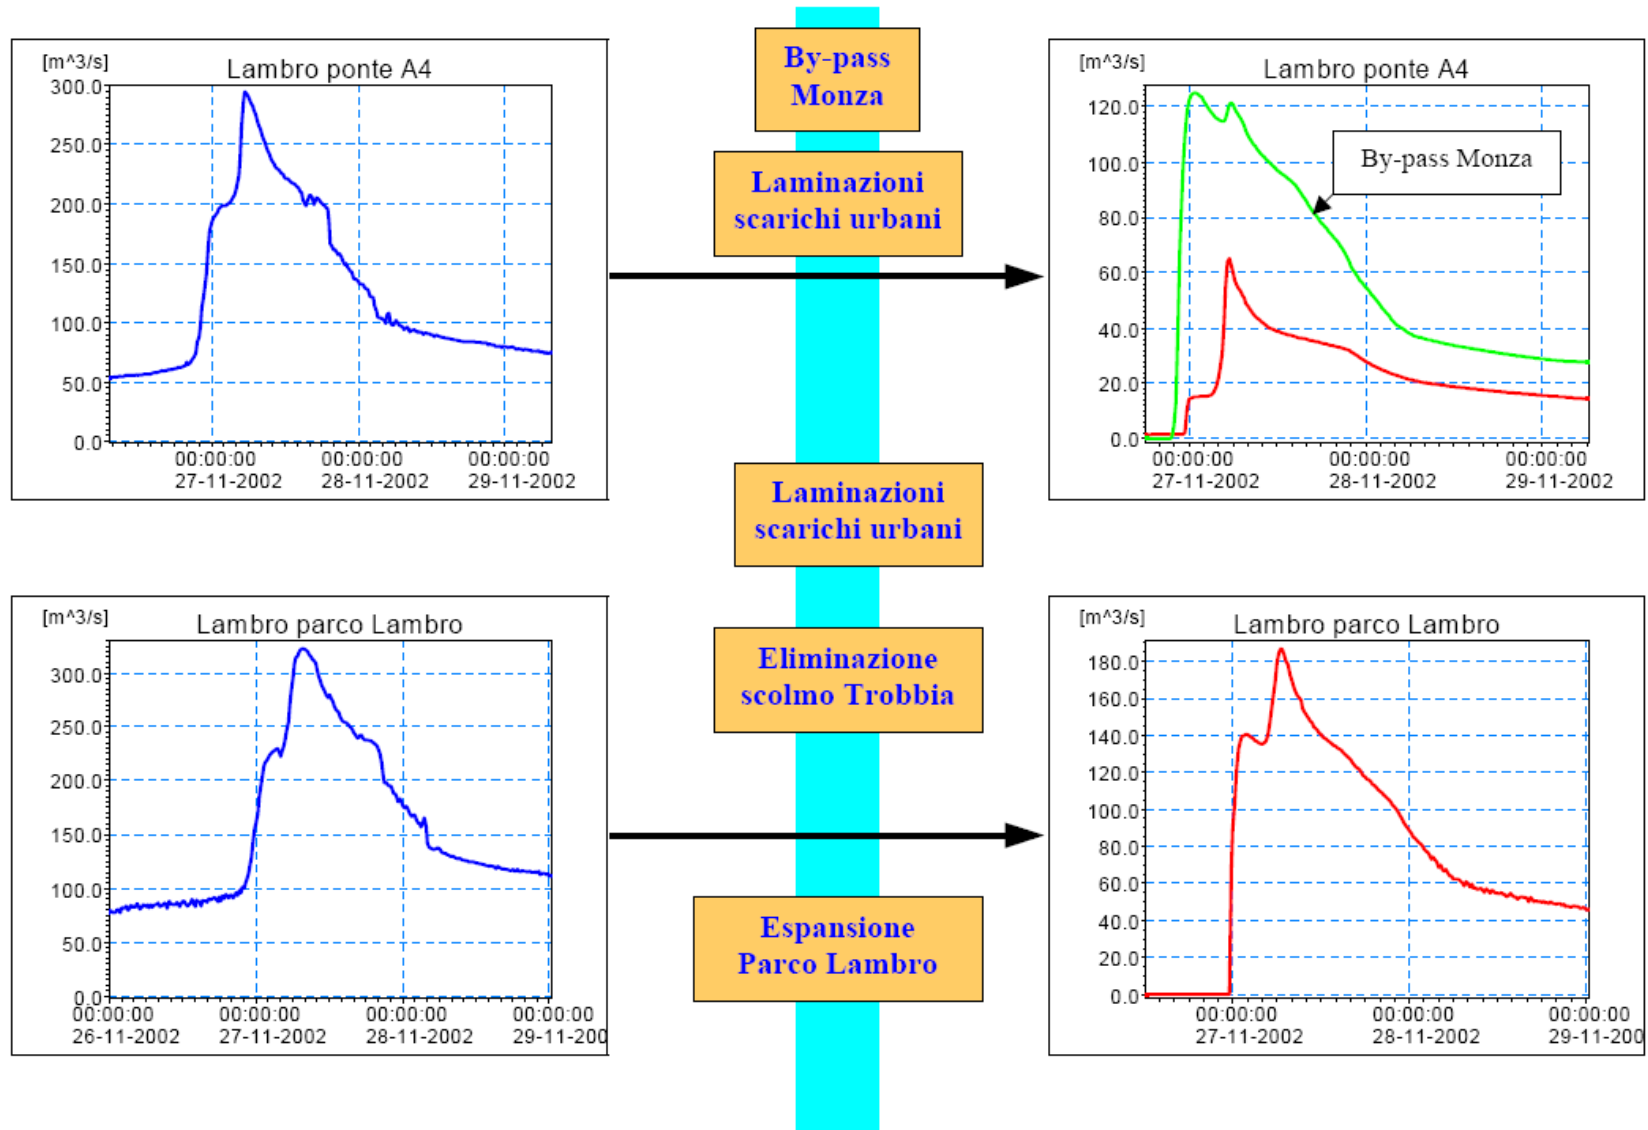 [m^3/s]
Lambro ponte A4
300.0
250.0
200.0
150.0
100.0
50.0
0.0
00:00:00 00:00:00 00:00:00
27-11-2002 28-11-2002 29-11-2002
By-pass
Monza
Laminazioni
scarichi urbani
[m^3/s]
Lambro ponte A4
120.0
100.0
80.0
60.0
40.0
20.0
0.0
By-pass Monza
00:00:00 00:00:00 00:00:00
27-11-2002 28-11-2002 29-11-2002
Laminazioni
scarichi urbani
[m^3/s]
Lambro parco Lambro
300.0
250.0
200.0
150.0
100.0
50.0
0.0
00:00:00 00:00:00 00:00:00 00:00:00
26-11-2002 27-11-2002 28-11-2002 29-11-200
Eliminazione
scolmo Trobbia
Espansione
Parco Lambro
[m^3/s]
Lambro parco Lambro
180.0
160.0
140.0
120.0
100.0
80.0
60.0
40.0
20.0
0.0
00:00:00 00:00:00 00:00:00
27-11-2002 28-11-2002 29-11-200